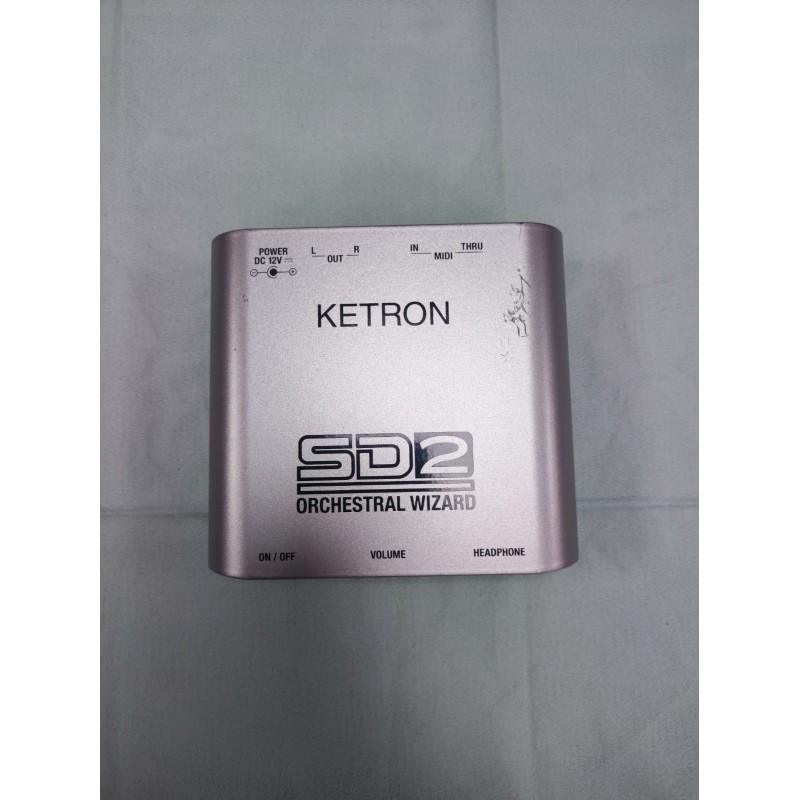 POWER
DC 12V
L OUT R
IN MIDI THRU
KETRON
SD2
ORCHESTRAL WIZARD
ON / OFF VOLUME HEADPHONE